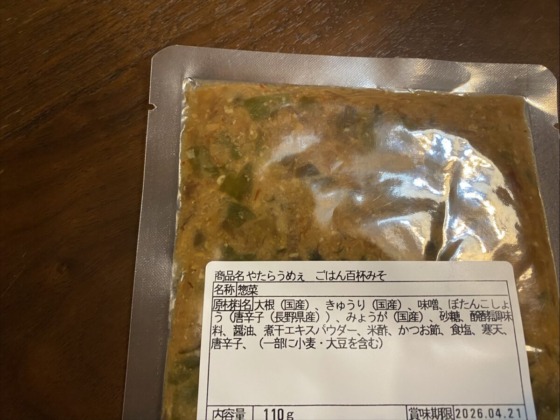 商品名 やたらうめぇ ごはん百杯みそ
名称 惣菜
原材料名 大根（国産）、きゅうり（国産）、味噌、ぼたんこしょ
う（唐辛子（長野県産））、みょうが（国産）、砂糖、醗酵調味
料、醤油、煮干エキスパウダー、米酢、かつお節、食塩、寒天、
唐辛子、（一部に小麦・大豆を含む）
内容量 110g 賞味期限 2026.04.21